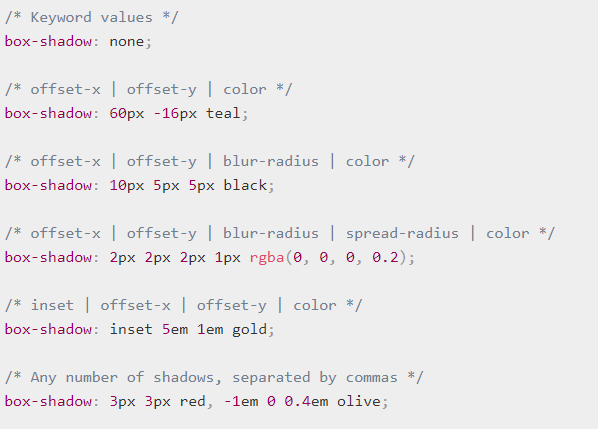 /* Keyword values */
box-shadow: none;
/* offset-x | offset-y | color */
box-shadow: 60px -16px teal;
/* offset-x | offset-y | blur-radius | color */
box-shadow: 10px 5px 5px black;
/* offset-x | offset-y | blur-radius | spread-radius | color */
box-shadow: 2px 2px 2px 1px rgba(0, 0, 0, 0.2);
/* inset | offset-x | offset-y | color */
box-shadow: inset 5em 1em gold;
/* Any number of shadows, separated by commas */
box-shadow: 3px 3px red, -1em 0 0.4em olive;